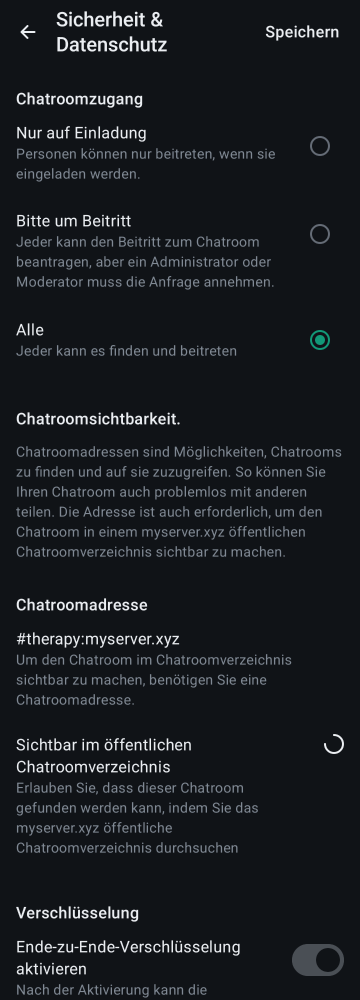 Sicherheit &
Datenschutz
Speichern
Chatroomzugang
Nur auf Einladung
Personen können nur beitreten, wenn sie
eingeladen werden.
Bitte um Beitritt
Jeder kann den Beitritt zum Chatroom
beantragen, aber ein Administrator oder
Moderator muss die Anfrage annehmen.
Alle
Jeder kann es finden und beitreten
Chatroomsichtbarkeit.
Chatroomadressen sind Möglichkeiten, Chatrooms
zu finden und auf sie zuzugreifen. So können Sie
Ihren Chatroom auch problemlos mit anderen
teilen. Die Adresse ist auch erforderlich, um den
Chatroom in einem myserver.xyz öffentlichen
Chatroomverzeichnis sichtbar zu machen.
Chatroomadresse
#therapy:myserver.xyz
Um den Chatroom im Chatroomverzeichnis
sichtbar zu machen, benötigen Sie eine
Chatroomadresse.
Sichtbar im öffentlichen
Chatroomverzeichnis
Erlauben Sie, dass dieser Chatroom
gefunden werden kann, indem Sie das
myserver.xyz öffentliche
Chatroomverzeichnis durchsuchen
Verschlüsselung
Ende-zu-Ende-Verschlüsselung
aktivieren
Nach der Aktivierung kann die